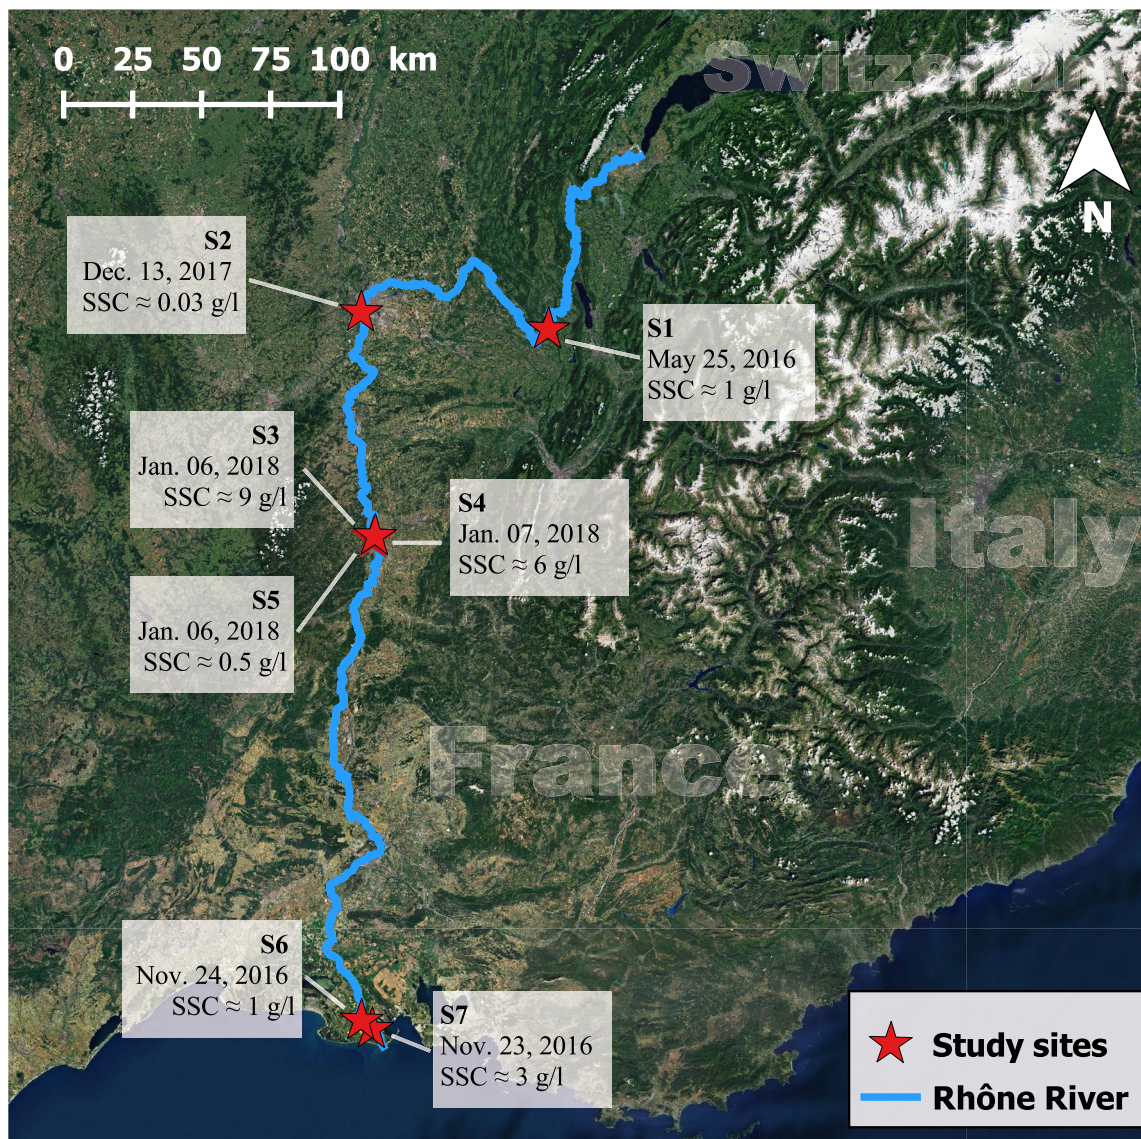 0 25 50 75 100 km
Switzerland
N
S2
Dec. 13, 2017
SSC ≈ 0.03 g/l
S1
May 25, 2016
SSC ≈ 1 g/l
S3
Jan. 06, 2018
SSC ≈ 9 g/l
S4
Jan. 07, 2018
SSC ≈ 6 g/l
Italy
S5
Jan. 06, 2018
SSC ≈ 0.5 g/l
France
S6
Nov. 24, 2016
SSC ≈ 1 g/l
S7
Nov. 23, 2016
SSC ≈ 3 g/l
Study sites
Rhône River